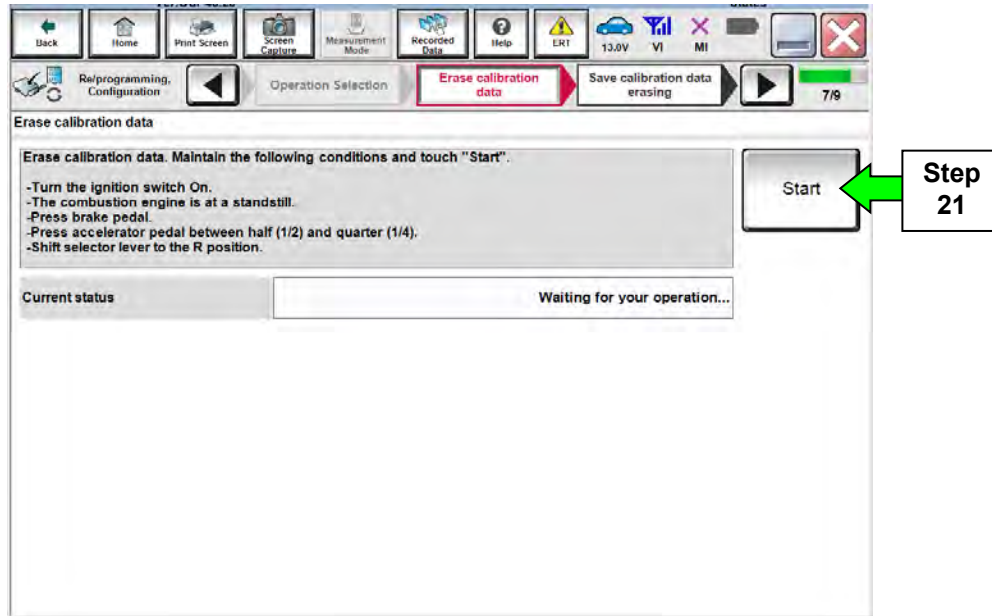 Back
Home
Print Screen
Screen
Capture
Measurement
Mode
Recorded
Data
Help
ERT
13.0V
VI
MI
Re/programming,
Configuration
Operation Selection
Erase calibration
data
Save calibration data
erasing
7/9
Erase calibration data
Erase calibration data. Maintain the following conditions and touch "Start".
-Turn the ignition switch On.
-The combustion engine is at a standstill.
-Press brake pedal.
-Press accelerator pedal between half (1/2) and quarter (1/4).
-Shift selector lever to the R position.
Start
Step
21
Current status
Waiting for your operation...